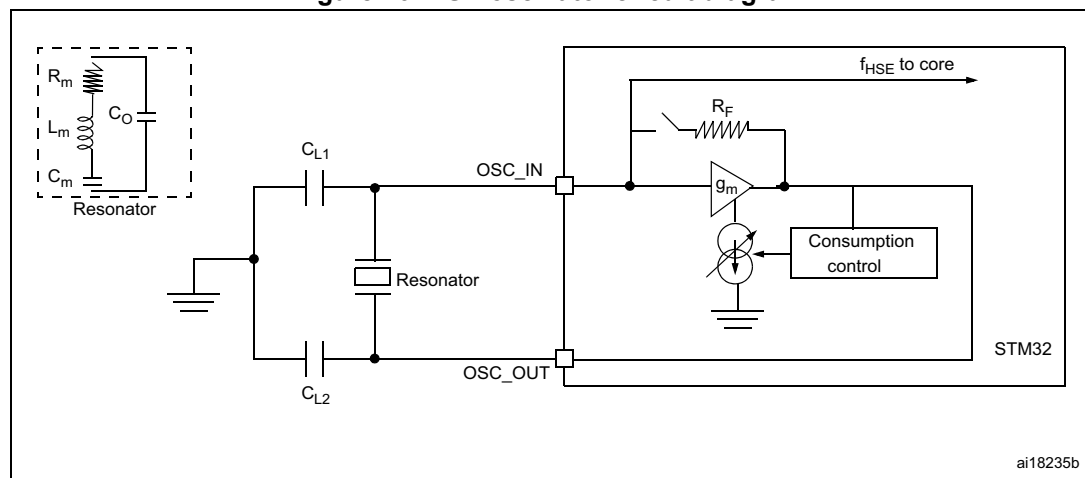 f_HSE to core
R_m
R_F
C_O
L_m
C_L1
OSC_IN
C_m
g_m
Resonator
Consumption
control
Resonator
STM32
OSC_OUT
C_L2
ai18235b